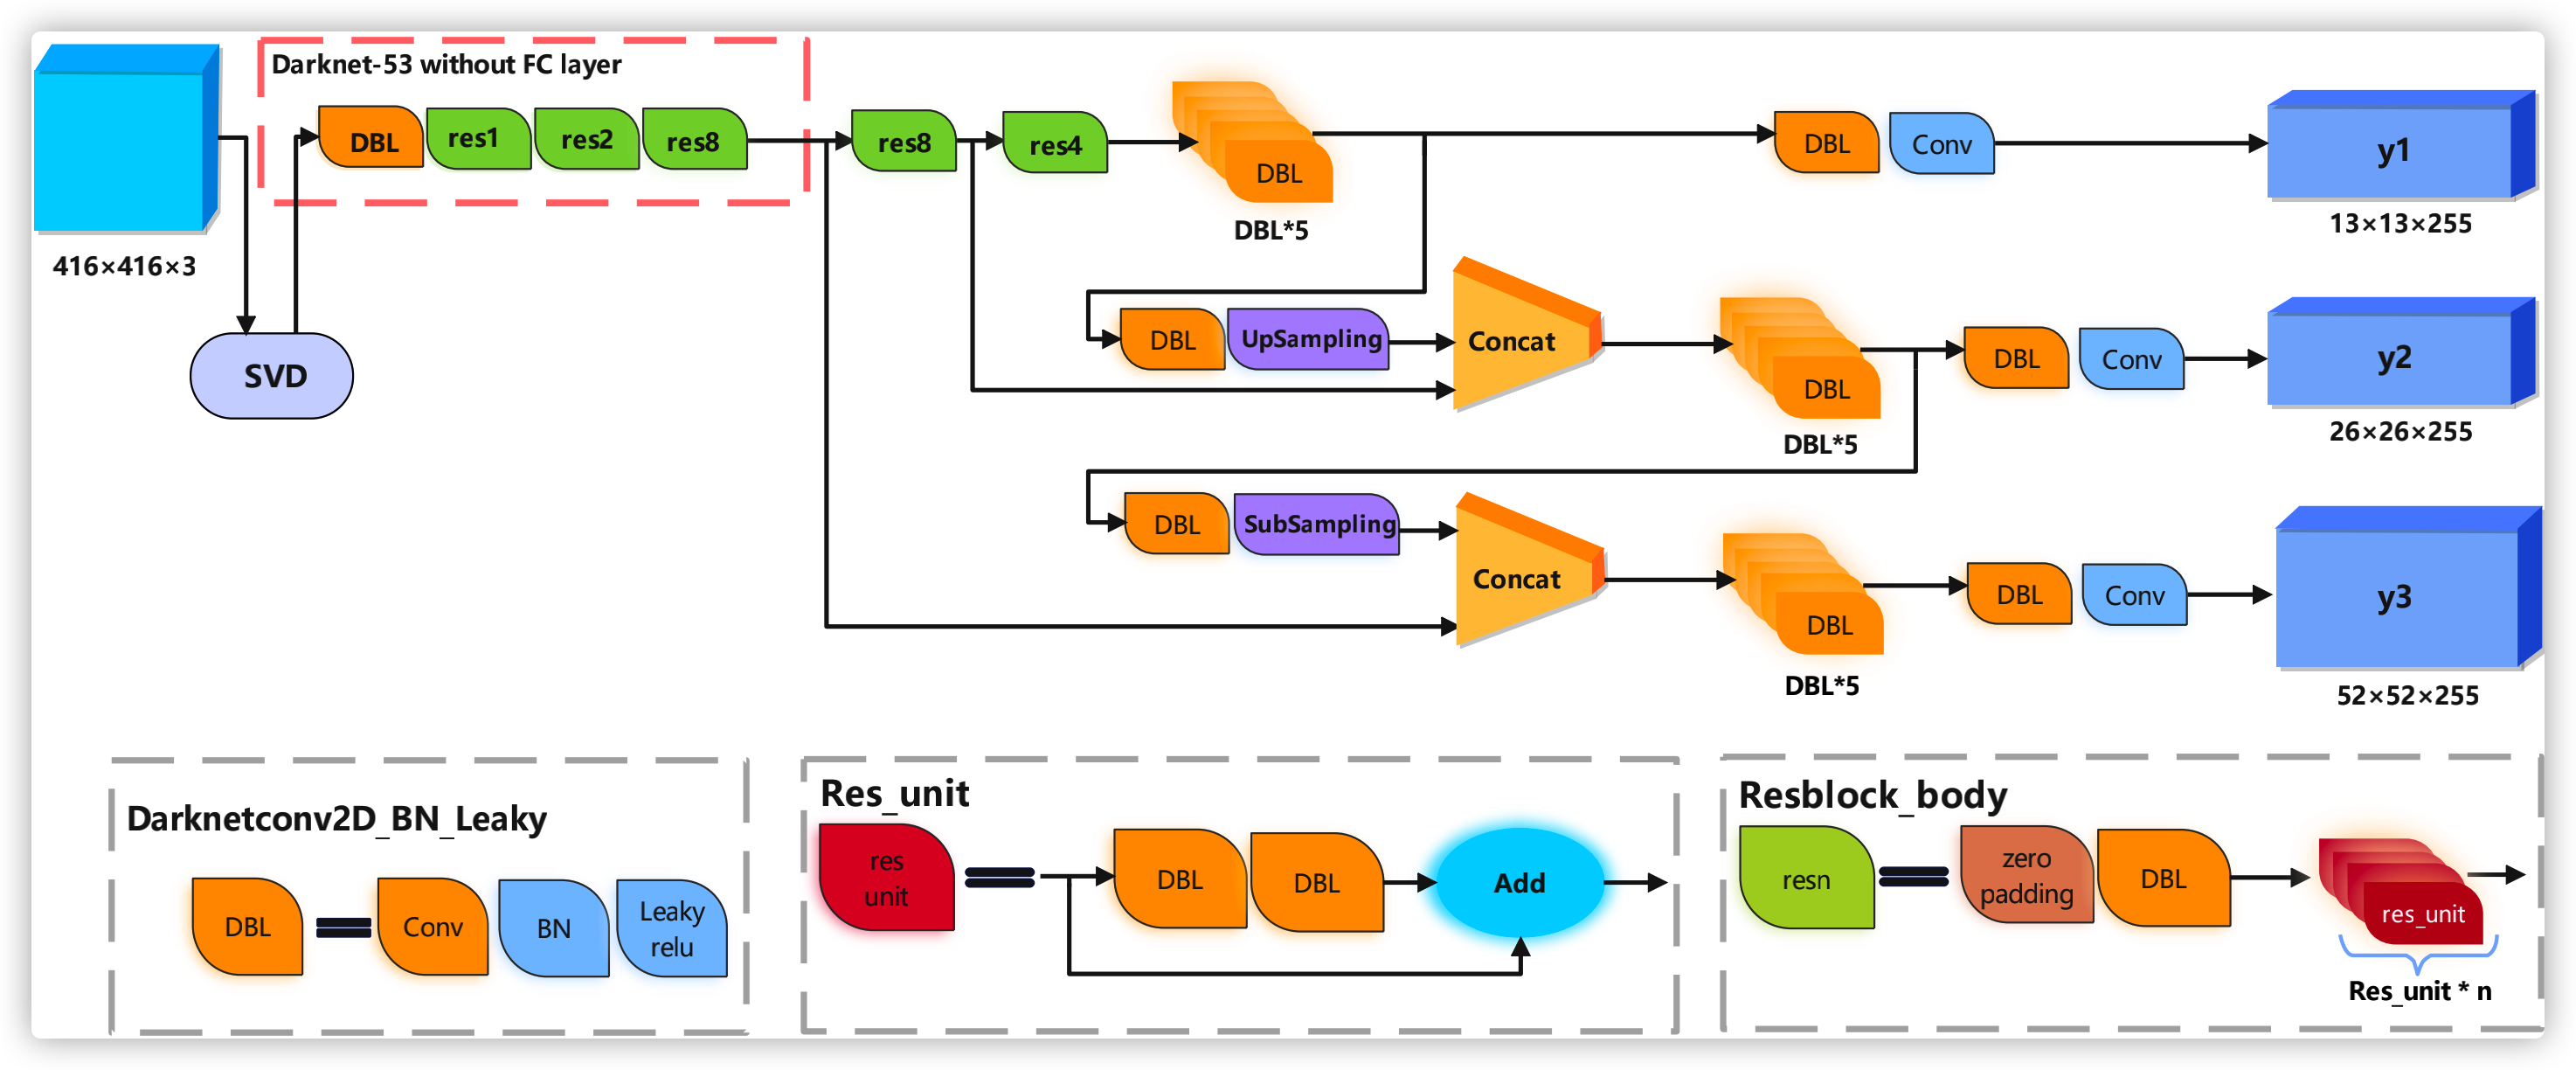 Darknet-53 without FC layer
DBL
res1
res2
res8
res8
res4
DBL
DBL*5
DBL
Conv
y1
13×13×255
416×416×3
SVD
DBL
UpSampling
Concat
DBL
DBL*5
DBL
Conv
y2
26×26×255
DBL
SubSampling
Concat
DBL
DBL*5
DBL
Conv
y3
52×52×255
Darknetconv2D_BN_Leaky
DBL
Conv
BN
Leaky
relu
Res_unit
res
unit
DBL
DBL
Add
Resblock_body
resn
zero
padding
DBL
res_unit
Res_unit * n